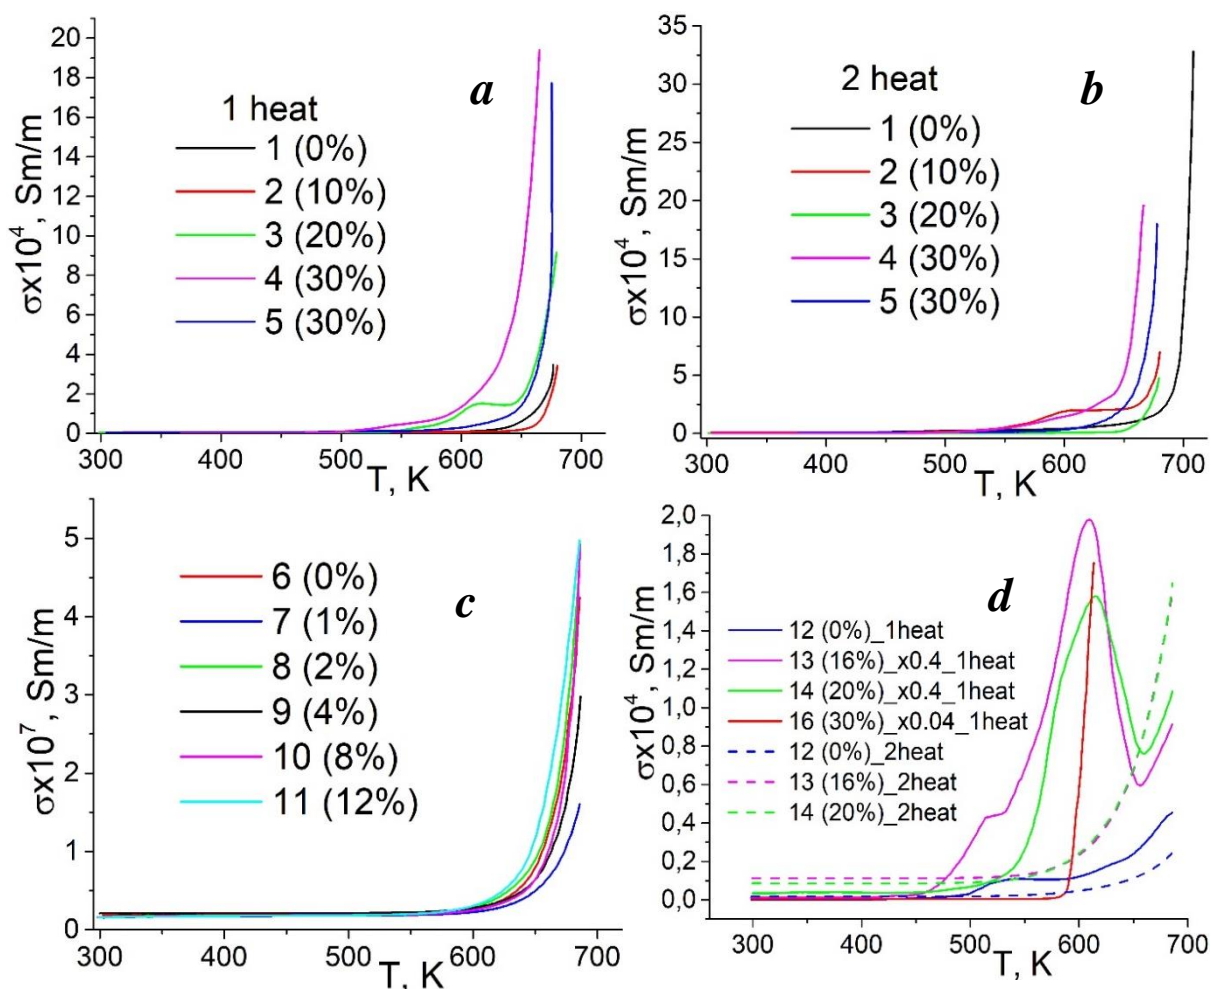 20
18
16
14
12
10
8
6
4
2
0
σx10⁴, Sm/m
a
1 heat
1 (0%)
2 (10%)
3 (20%)
4 (30%)
5 (30%)
300 400 500 600 700
T, K
35
30
25
20
15
10
5
0
σx10⁴, Sm/m
b
2 heat
1 (0%)
2 (10%)
3 (20%)
4 (30%)
5 (30%)
300 400 500 600 700
T, K
5
4
3
2
1
0
σx10⁷, Sm/m
c
6 (0%)
7 (1%)
8 (2%)
9 (4%)
10 (8%)
11 (12%)
300 400 500 600 700
T, K
2,0
1,8
1,6
1,4
1,2
1,0
0,8
0,6
0,4
0,2
0,0
σx10⁴, Sm/m
d
12 (0%)_1heat
13 (16%)_x0.4_1heat
14 (20%)_x0.4_1heat
16 (30%)_x0.04_1heat
12 (0%)_2heat
13 (16%)_2heat
14 (20%)_2heat
300 400 500 600 700
T, K